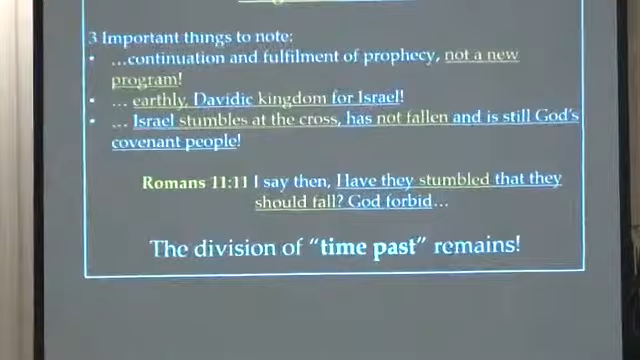 3 Important things to note:
• …continuation and fulfilment of prophecy, not a new
program!
• … earthly, Davidic kingdom for Israel!
• … Israel stumbles at the cross, has not fallen and is still God's
covenant people!
Romans 11:11 I say then, Have they stumbled that they
should fall? God forbid…
The division of “time past” remains!